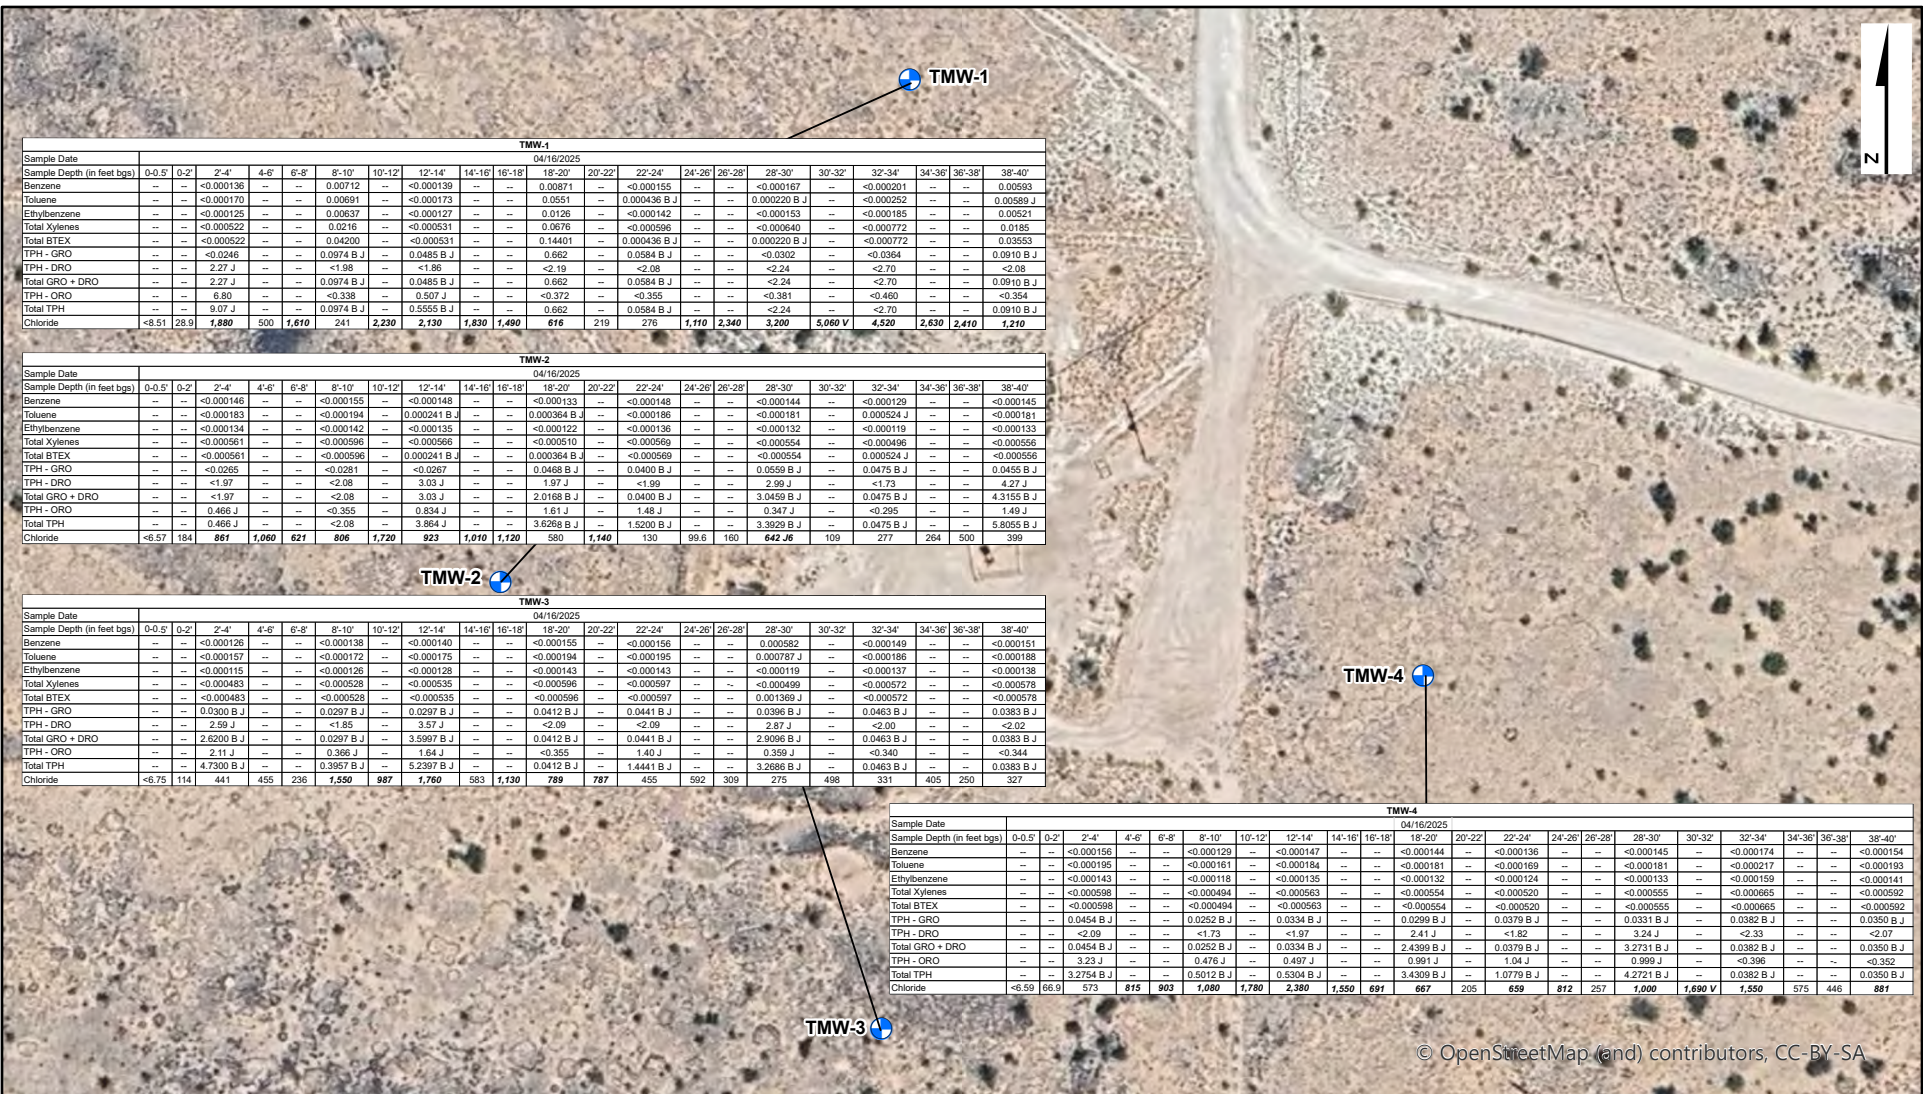 TMW-1
N
TMW-1
Sample Date 04/16/2025
Sample Depth (in feet bgs) 0-0.5' 0-2' 2'-4' 4-6' 6'-8' 8'-10' 10'-12' 12'-14' 14'-16' 16'-18' 18'-20' 20'-22' 22'-24' 24'-26' 26'-28' 28'-30' 30'-32' 32'-34' 34'-36' 36'-38' 38'-40'
Benzene -- -- <0.000136 -- -- 0.00712 -- <0.000139 -- -- 0.00871 -- <0.000155 -- -- <0.000167 -- <0.000201 -- -- 0.00593
Toluene -- -- <0.000170 -- -- 0.00691 -- <0.000173 -- -- 0.0551 -- 0.000436 B J -- -- 0.000220 B J -- <0.000252 -- -- 0.00589 J
Ethylbenzene -- -- <0.000125 -- -- 0.00637 -- <0.000127 -- -- 0.0126 -- <0.000142 -- -- <0.000153 -- <0.000185 -- -- 0.00521
Total Xylenes -- -- <0.000522 -- -- 0.0216 -- <0.000531 -- -- 0.0676 -- <0.000596 -- -- <0.000640 -- <0.000772 -- -- 0.0185
Total BTEX -- -- <0.000522 -- -- 0.04200 -- <0.000531 -- -- 0.14401 -- 0.000436 B J -- -- 0.000220 B J -- <0.000772 -- -- 0.03553
TPH - GRO -- -- <0.0246 -- -- 0.0974 B J -- 0.0485 B J -- -- 0.662 -- 0.0584 B J -- -- <0.0302 -- <0.0364 -- -- 0.0910 B J
TPH - DRO -- -- 2.27 J -- -- <1.98 -- <1.86 -- -- <2.19 -- <2.08 -- -- <2.24 -- <2.70 -- -- <2.08
Total GRO + DRO -- -- 2.27 J -- -- 0.0974 B J -- 0.0485 B J -- -- 0.662 -- 0.0584 B J -- -- <2.24 -- <2.70 -- -- 0.0910 B J
TPH - ORO -- -- 6.80 -- -- <0.338 -- 0.507 J -- -- <0.372 -- <0.355 -- -- <0.381 -- <0.460 -- -- <0.354
Total TPH -- -- 9.07 J -- -- 0.0974 B J -- 0.5555 B J -- -- 0.662 -- 0.0584 B J -- -- <2.24 -- <2.70 -- -- 0.0910 B J
Chloride <8.51 28.9 1,880 500 1,610 241 2,230 2,130 1,830 1,490 616 219 276 1,110 2,340 3,200 5,060 V 4,520 2,630 2,410 1,210
TMW-2
Sample Date 04/16/2025
Sample Depth (in feet bgs) 0-0.5' 0-2' 2'-4' 4'-6' 6'-8' 8'-10' 10'-12' 12'-14' 14'-16' 16'-18' 18'-20' 20'-22' 22'-24' 24'-26' 26'-28' 28'-30' 30'-32' 32'-34' 34'-36' 36'-38' 38'-40'
Benzene -- -- <0.000146 -- -- <0.000155 -- <0.000148 -- -- <0.000133 -- <0.000148 -- -- <0.000144 -- <0.000129 -- -- <0.000145
Toluene -- -- <0.000183 -- -- <0.000194 -- 0.000241 B J -- -- 0.000364 B J -- <0.000186 -- -- <0.000181 -- 0.000524 J -- -- <0.000181
Ethylbenzene -- -- <0.000134 -- -- <0.000142 -- <0.000135 -- -- <0.000122 -- <0.000136 -- -- <0.000132 -- <0.000119 -- -- <0.000133
Total Xylenes -- -- <0.000561 -- -- <0.000596 -- <0.000566 -- -- <0.000510 -- <0.000569 -- -- <0.000554 -- <0.000496 -- -- <0.000556
Total BTEX -- -- <0.000561 -- -- <0.000596 -- 0.000241 B J -- -- 0.000364 B J -- <0.000569 -- -- <0.000554 -- 0.000524 J -- -- <0.000556
TPH - GRO -- -- <0.0265 -- -- <0.0281 -- <0.0267 -- -- 0.0468 B J -- 0.0400 B J -- -- 0.0559 B J -- 0.0475 B J -- -- 0.0455 B J
TPH - DRO -- -- <1.97 -- -- <2.08 -- 3.03 J -- -- 1.97 J -- <1.99 -- -- 2.99 J -- <1.73 -- -- 4.27 J
Total GRO + DRO -- -- <1.97 -- -- <2.08 -- 3.03 J -- -- 2.0168 B J -- 0.0400 B J -- -- 3.0459 B J -- 0.0475 B J -- -- 4.3155 B J
TPH - ORO -- -- 0.466 J -- -- <0.355 -- 0.834 J -- -- 1.61 J -- 1.48 J -- -- 0.347 J -- <0.295 -- -- 1.49 J
Total TPH -- -- 0.466 J -- -- <2.08 -- 3.864 J -- -- 3.6268 B J -- 1.5200 B J -- -- 3.3929 B J -- 0.0475 B J -- -- 5.8055 B J
Chloride <6.57 184 861 1,060 621 806 1,720 923 1,010 1,120 580 1,140 130 99.6 160 642 J6 109 277 264 500 399
TMW-2
TMW-3
Sample Date 04/16/2025
Sample Depth (in feet bgs) 0-0.5' 0-2' 2'-4' 4'-6' 6'-8' 8'-10' 10'-12' 12'-14' 14'-16' 16'-18' 18'-20' 20'-22' 22'-24' 24'-26' 26'-28' 28'-30' 30'-32' 32'-34' 34'-36' 36'-38' 38'-40'
Benzene -- -- <0.000126 -- -- <0.000138 -- <0.000140 -- -- <0.000155 -- <0.000156 -- -- 0.000582 -- <0.000149 -- -- <0.000151
Toluene -- -- <0.000157 -- -- <0.000172 -- <0.000175 -- -- <0.000194 -- <0.000195 -- -- 0.000787 J -- <0.000186 -- -- <0.000188
Ethylbenzene -- -- <0.000115 -- -- <0.000126 -- <0.000128 -- -- <0.000143 -- <0.000143 -- -- <0.000119 -- <0.000137 -- -- <0.000138
Total Xylenes -- -- <0.000483 -- -- <0.000528 -- <0.000535 -- -- <0.000596 -- <0.000597 -- -- <0.000499 -- <0.000572 -- -- <0.000578
Total BTEX -- -- <0.000483 -- -- <0.000528 -- <0.000535 -- -- <0.000596 -- <0.000597 -- -- 0.001369 J -- <0.000572 -- -- <0.000578
TPH - GRO -- -- 0.0300 B J -- -- 0.0297 B J -- 0.0297 B J -- -- 0.0412 B J -- 0.0441 B J -- -- 0.0396 B J -- 0.0463 B J -- -- 0.0383 B J
TPH - DRO -- -- 2.59 J -- -- <1.85 -- 3.57 J -- -- <2.09 -- <2.09 -- -- 2.87 J -- <2.00 -- -- <2.02
Total GRO + DRO -- -- 2.6200 B J -- -- 0.0297 B J -- 3.5997 B J -- -- 0.0412 B J -- 0.0441 B J -- -- 2.9096 B J -- 0.0463 B J -- -- 0.0383 B J
TPH - ORO -- -- 2.11 J -- -- 0.366 J -- 1.64 J -- -- <0.355 -- 1.40 J -- -- 0.359 J -- <0.340 -- -- <0.344
Total TPH -- -- 4.7300 B J -- -- 0.3957 B J -- 5.2397 B J -- -- 0.0412 B J -- 1.4441 B J -- -- 3.2686 B J -- 0.0463 B J -- -- 0.0383 B J
Chloride <6.75 114 441 455 236 1,550 987 1,760 583 1,130 789 787 455 592 309 275 498 331 405 250 327
TMW-4
TMW-4
Sample Date 04/16/2025
Sample Depth (in feet bgs) 0-0.5' 0-2' 2'-4' 4'-6' 6'-8' 8'-10' 10'-12' 12'-14' 14'-16' 16'-18' 18'-20' 20'-22' 22'-24' 24'-26' 26'-28' 28'-30' 30'-32' 32'-34' 34'-36' 36'-38' 38'-40'
Benzene -- -- <0.000156 -- -- <0.000129 -- <0.000147 -- -- <0.000144 -- <0.000136 -- -- <0.000145 -- <0.000174 -- -- <0.000154
Toluene -- -- <0.000195 -- -- <0.000161 -- <0.000184 -- -- <0.000181 -- <0.000169 -- -- <0.000181 -- <0.000217 -- -- <0.000193
Ethylbenzene -- -- <0.000143 -- -- <0.000118 -- <0.000135 -- -- <0.000132 -- <0.000124 -- -- <0.000133 -- <0.000159 -- -- <0.000141
Total Xylenes -- -- <0.000598 -- -- <0.000494 -- <0.000563 -- -- <0.000554 -- <0.000520 -- -- <0.000555 -- <0.000665 -- -- <0.000592
Total BTEX -- -- <0.000598 -- -- <0.000494 -- <0.000563 -- -- <0.000554 -- <0.000520 -- -- <0.000555 -- <0.000665 -- -- <0.000592
TPH - GRO -- -- 0.0454 B J -- -- 0.0252 B J -- 0.0334 B J -- -- 0.0299 B J -- 0.0379 B J -- -- 0.0331 B J -- 0.0382 B J -- -- 0.0350 B J
TPH - DRO -- -- <2.09 -- -- <1.73 -- <1.97 -- -- 2.41 J -- <1.82 -- -- 3.24 J -- <2.33 -- -- <2.07
Total GRO + DRO -- -- 0.0454 B J -- -- 0.0252 B J -- 0.0334 B J -- -- 2.4399 B J -- 0.0379 B J -- -- 3.2731 B J -- 0.0382 B J -- -- 0.0350 B J
TPH - ORO -- -- 3.23 J -- -- 0.476 J -- 0.497 J -- -- 0.991 J -- 1.04 J -- -- 0.999 J -- <0.396 -- -- <0.352
Total TPH -- -- 3.2754 B J -- -- 0.5012 B J -- 0.5304 B J -- -- 3.4309 B J -- 1.0779 B J -- -- 4.2721 B J -- 0.0382 B J -- -- 0.0350 B J
Chloride <6.59 66.9 573 815 903 1,080 1,780 2,380 1,550 691 667 205 659 812 257 1,000 1,690 V 1,550 575 446 881
TMW-3
© OpenStreetMap (and) contributors, CC-BY-SA